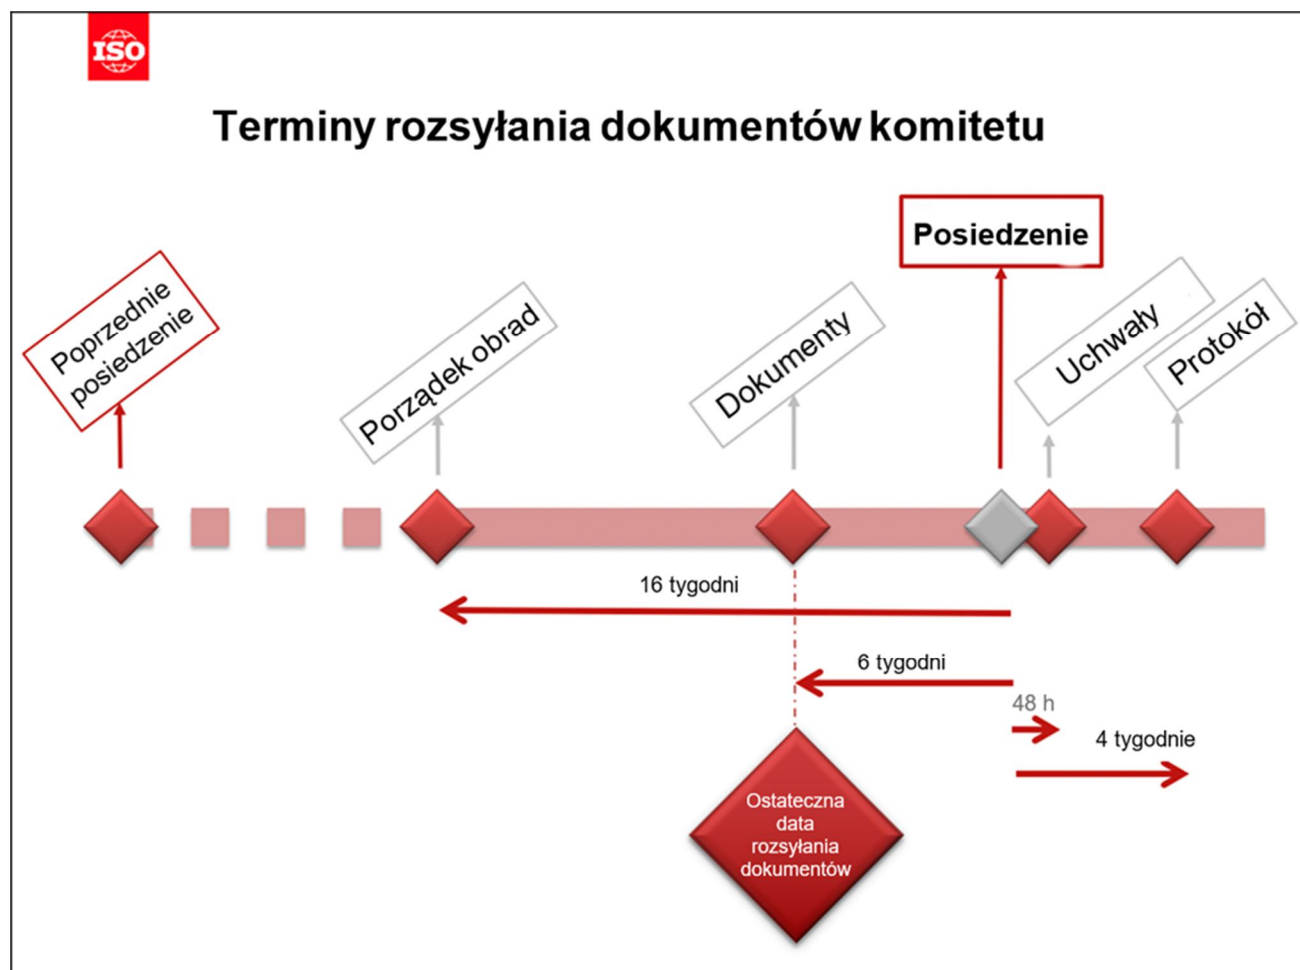 ISO
Terminy rozsyłania dokumentów komitetu
Poprzednie
posiedzenie
Porządek obrad
Dokumenty
Posiedzenie
Uchwały
Protokół
16 tygodni
6 tygodni
48 h
4 tygodnie
Ostateczna
data
rozsyłania
dokumentów